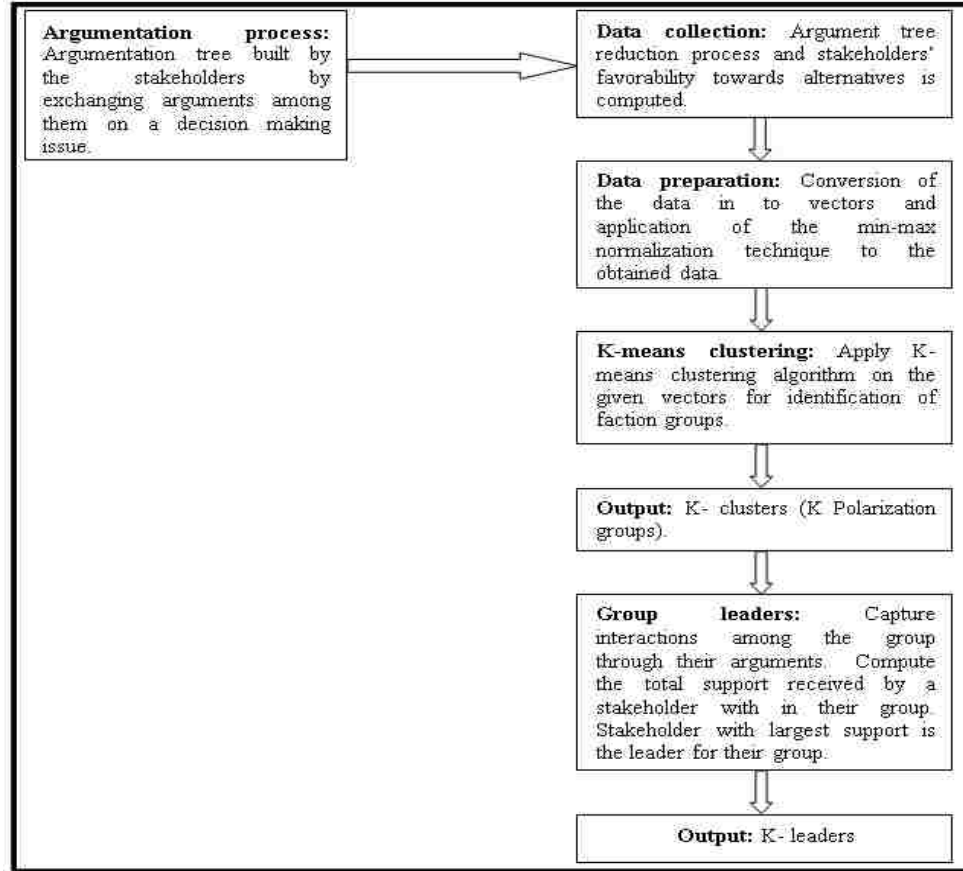 Argumentation process:
Argumentation tree built by
the stakeholders by
exchanging arguments among
them on a decision making
issue.
Data collection: Argument tree
reduction process and stakeholders'
favorability towards alternatives is
computed.
Data preparation: Conversion of
the data in to vectors and
application of the min-max
normalization technique to the
obtained data.
K-means clustering: Apply K-
means clustering algorithm on the
given vectors for identification of
faction groups.
Output: K- clusters (K Polarization
groups).
Group leaders: Capture
interactions among the group
through their arguments. Compute
the total support received by a
stakeholder with in their group.
Stakeholder with largest support is
the leader for their group.
Output: K- leaders